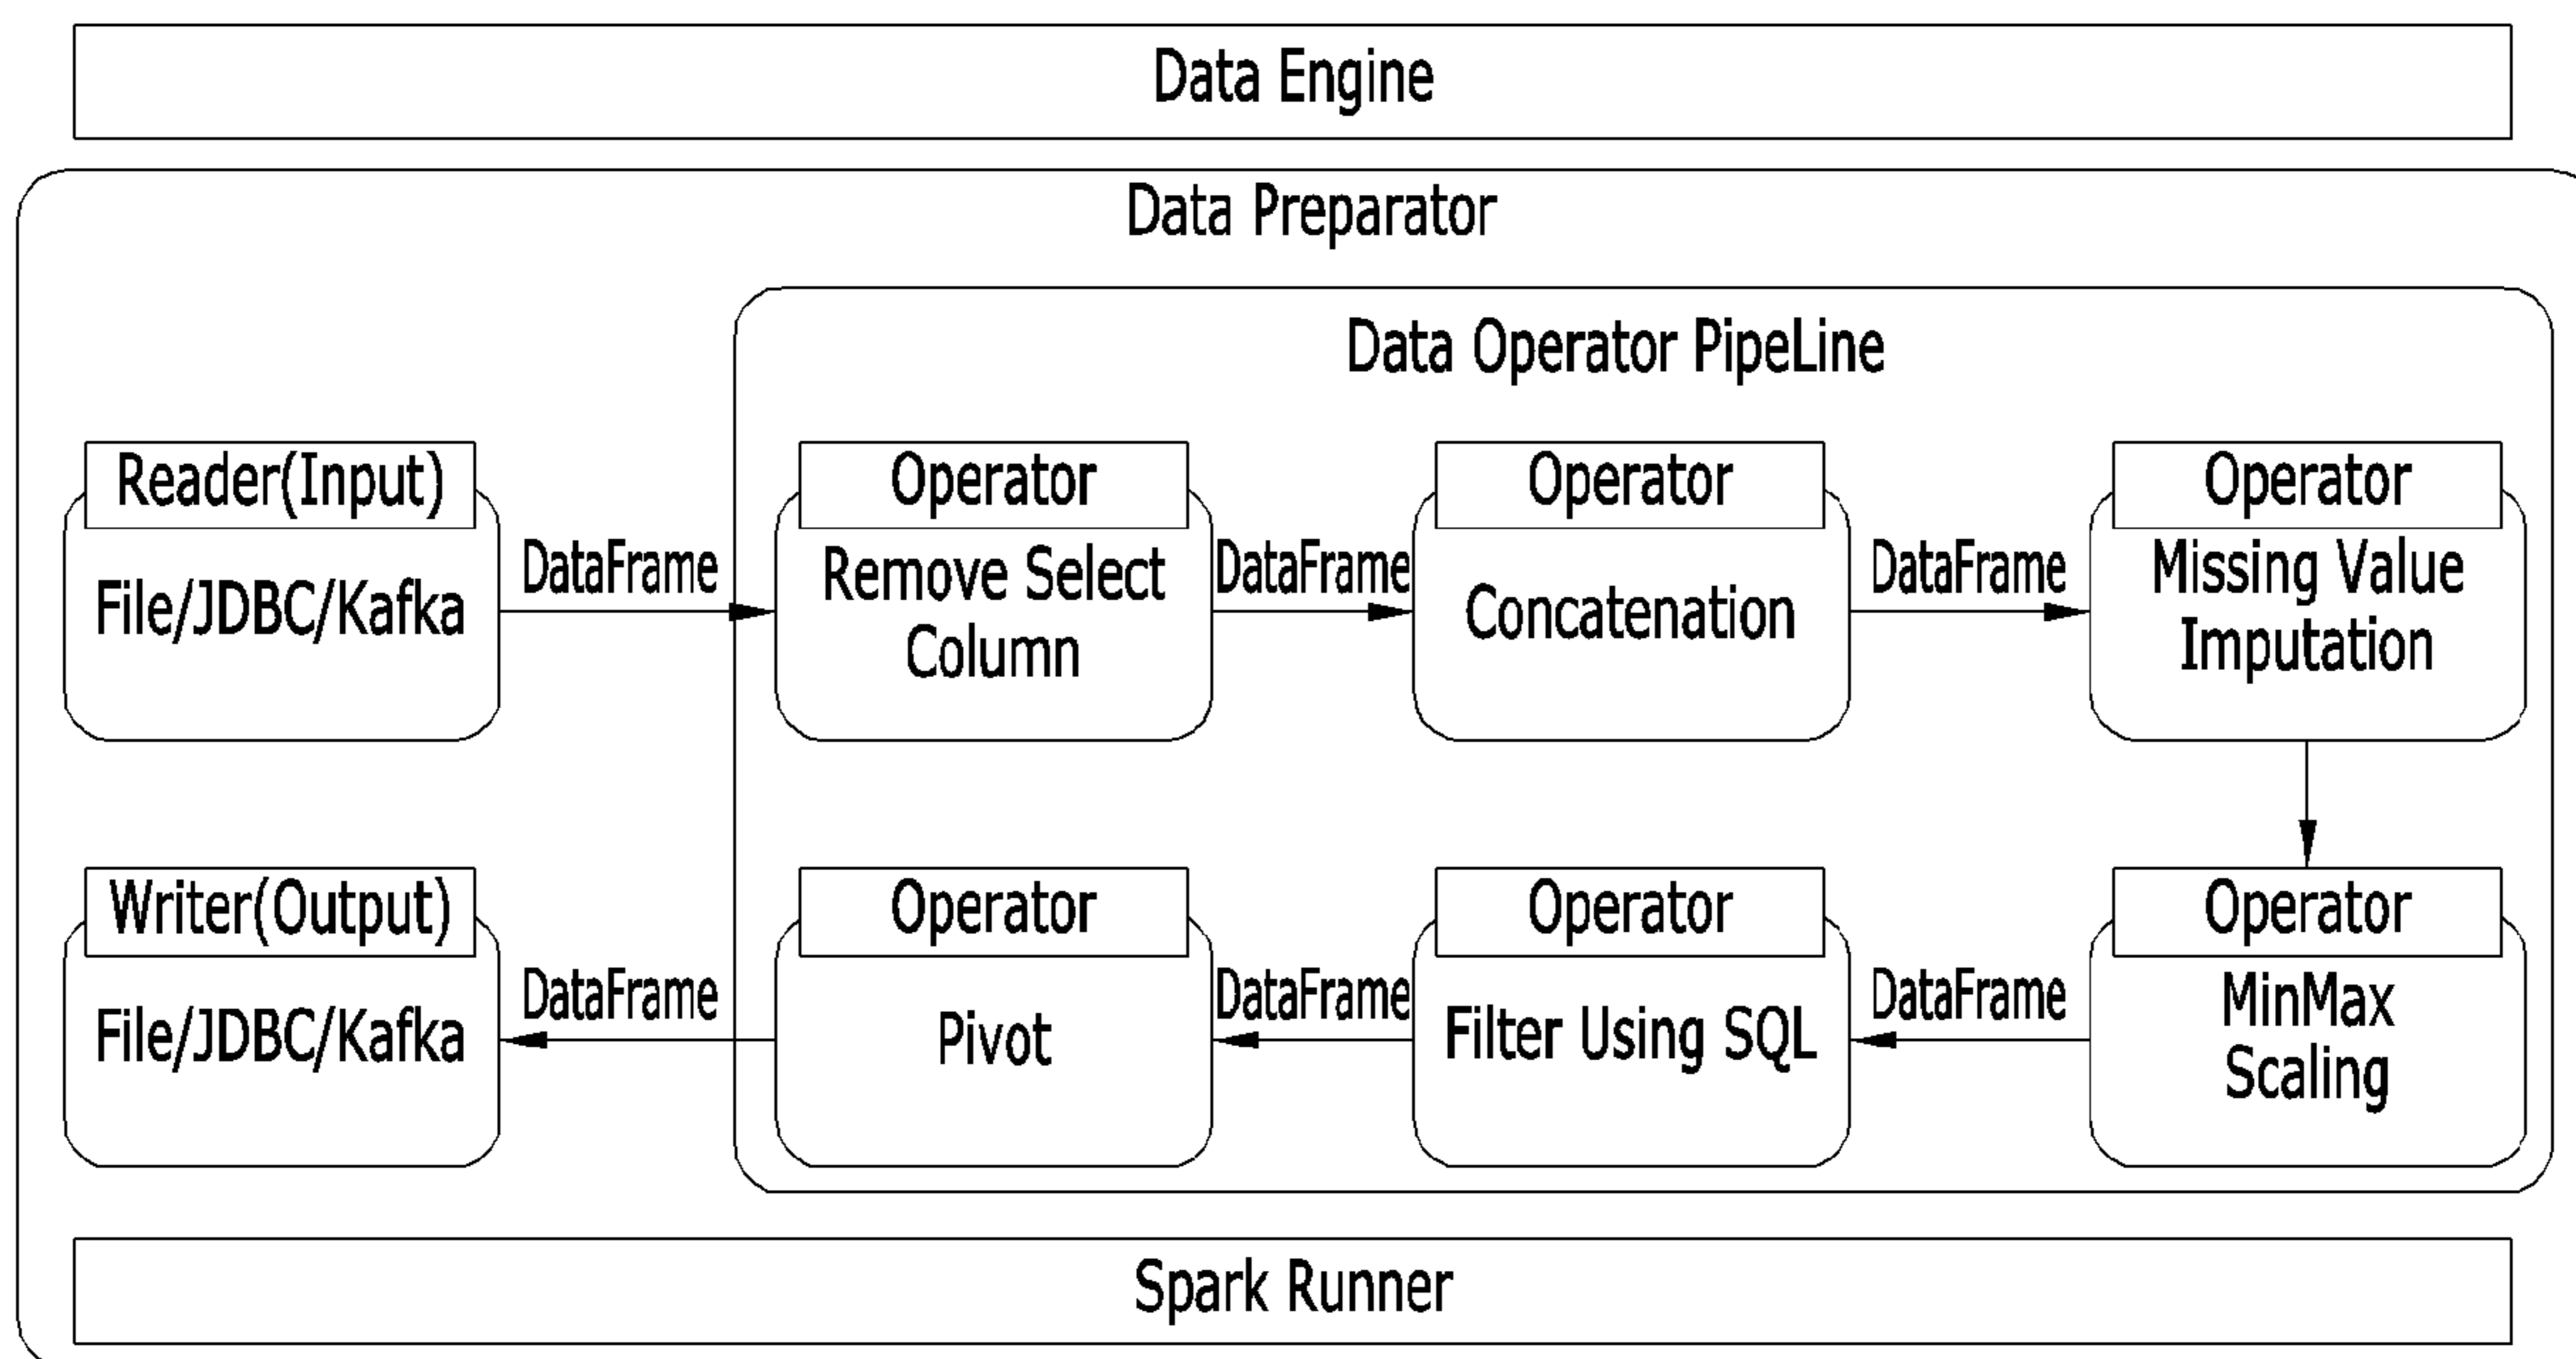 Data Engine
Data Preparator
Data Operator PipeLine
Reader(Input)
File/JDBC/Kafka
DataFrame
Operator
Remove Select
Column
DataFrame
Operator
Concatenation
DataFrame
Operator
Missing Value
Imputation
Operator
MinMax
Scaling
DataFrame
Operator
Filter Using SQL
DataFrame
Operator
Pivot
DataFrame
Writer(Output)
File/JDBC/Kafka
Spark Runner